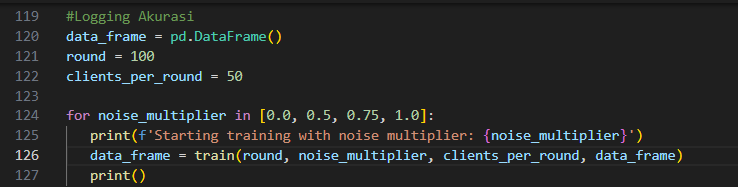 119 #Logging Akurasi
120 data_frame = pd.DataFrame()
121 round = 100
122 clients_per_round = 50
123
124 for noise_multiplier in [0.0, 0.5, 0.75, 1.0]:
125 print(f'Starting training with noise multiplier: {noise_multiplier}')
126 data_frame = train(round, noise_multiplier, clients_per_round, data_frame)
127 print()